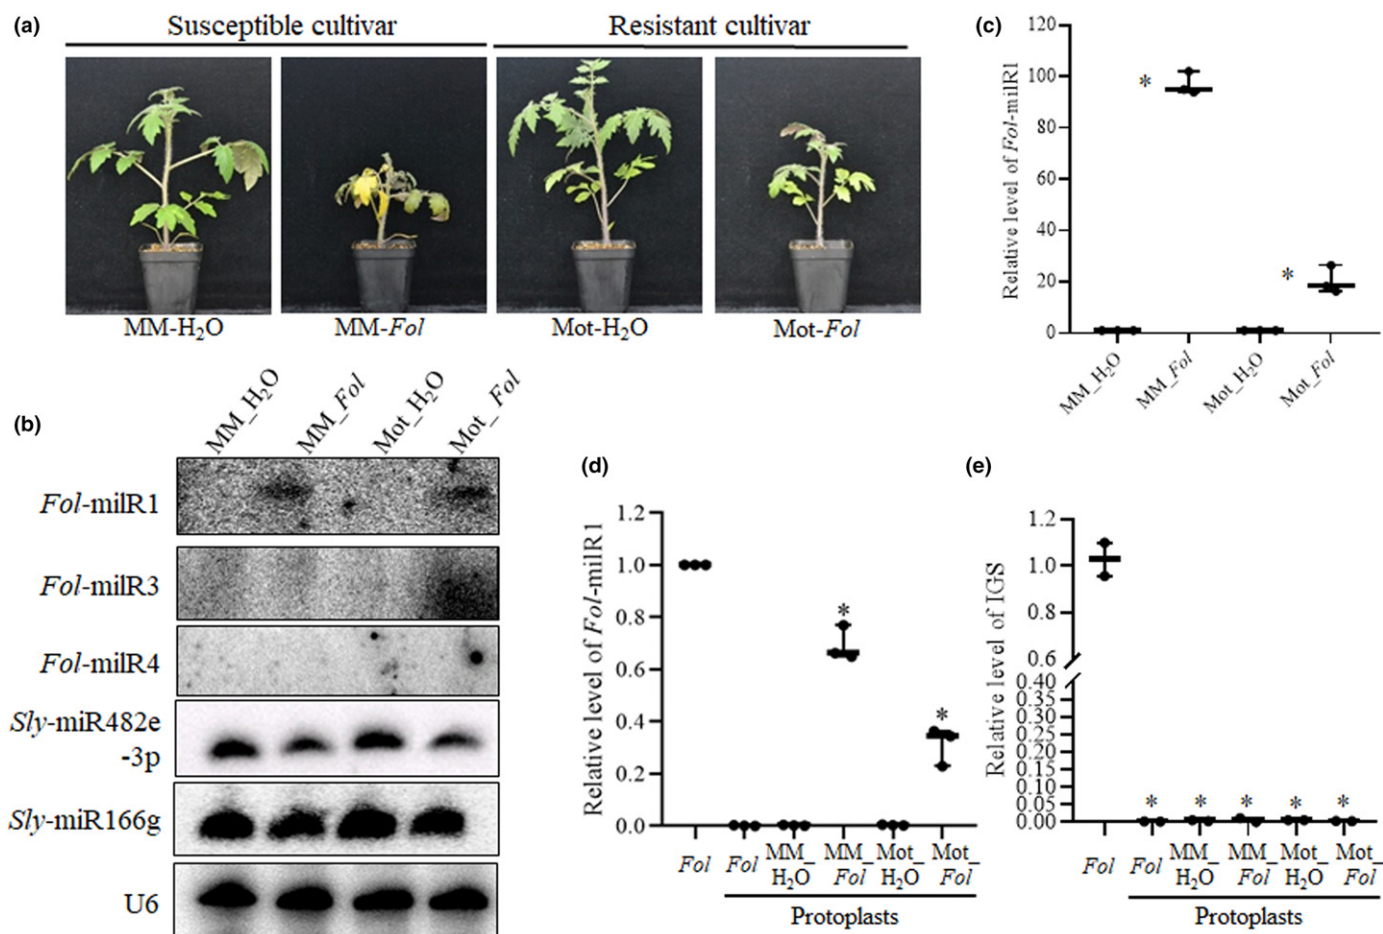 (a)
Susceptible cultivar
Resistant cultivar
MM-H₂O
MM-Fol
Mot-H₂O
Mot-Fol
(b)
MM_H₂O
MM_Fol
Mot_H₂O
Mot_Fol
Fol-milR1
Fol-milR3
Fol-milR4
Sly-miR482e
-3p
Sly-miR166g
U6
(c)
Relative level of Fol-milR1
120
100
80
60
40
20
0
*
*
MM_H₂O
MM_Fol
Mot_H₂O
Mot_Fol
(d)
Relative level of Fol-milR1
1.2
1.0
0.8
0.6
0.4
0.2
0.0
*
*
Fol
Fol
MM_
H₂O
MM_
Fol
Mot_
H₂O
Mot_
Fol
Protoplasts
(e)
Relative level of IGS
1.2
1.0
0.8
0.6
0.40
0.35
0.30
0.25
0.20
0.15
0.10
0.05
0.00
*
*
*
*
*
Fol
Fol
MM_
H₂O
MM_
Fol
Mot_
H₂O
Mot_
Fol
Protoplasts